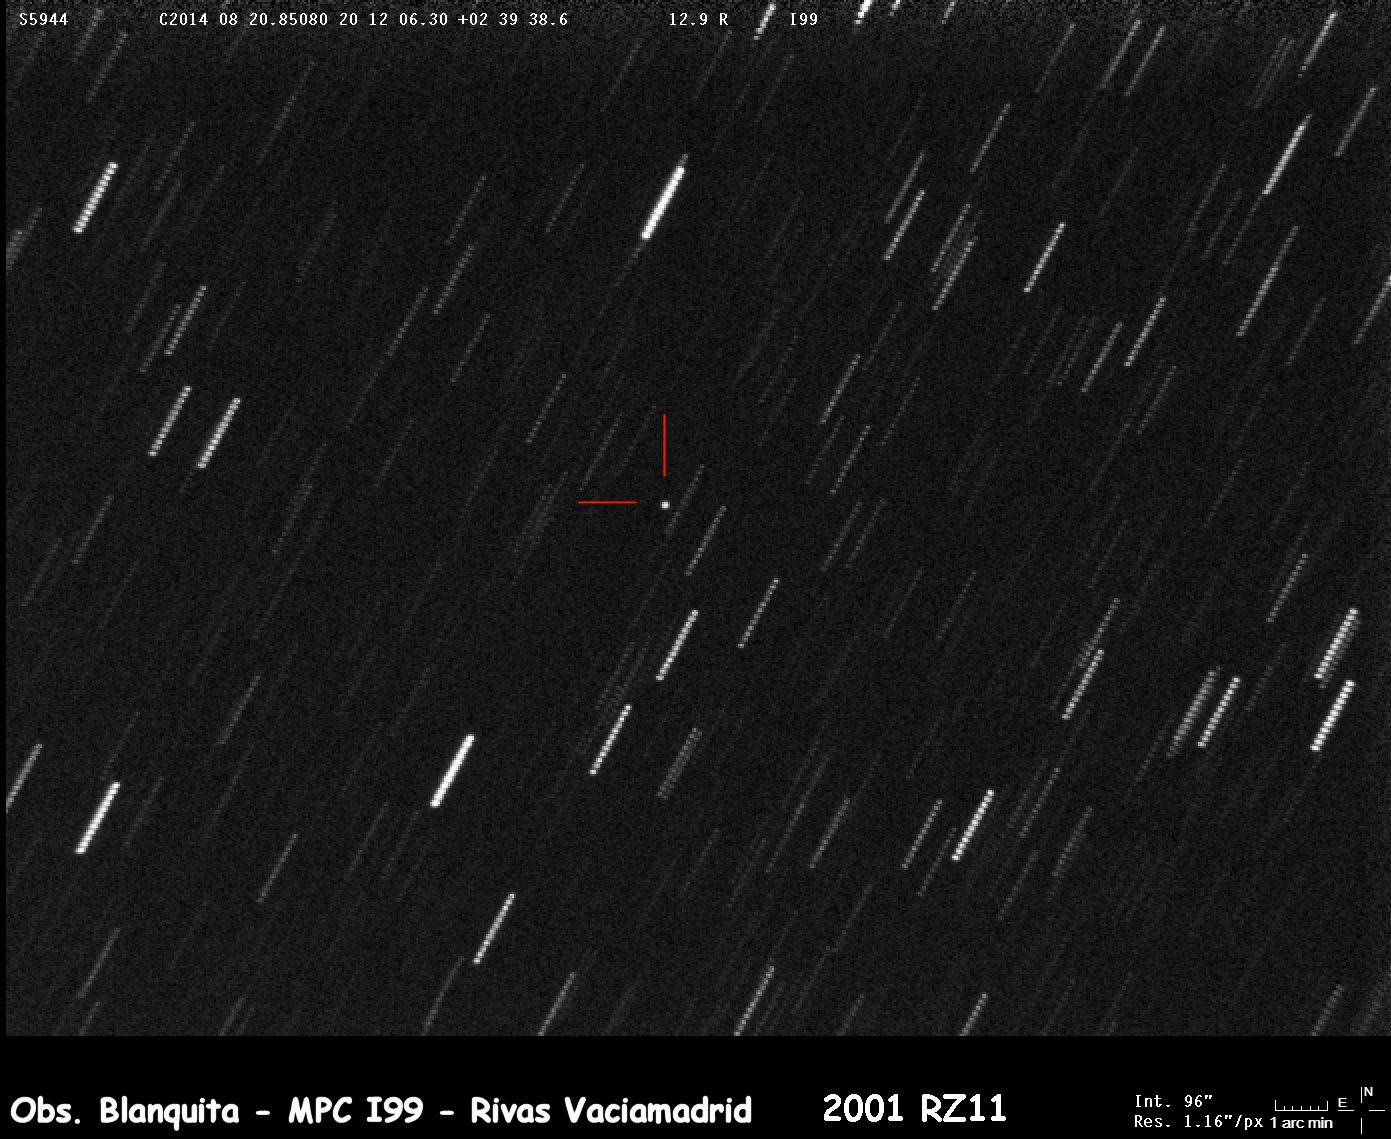 S5944 C2014 08 20.85080 20 12 06.30 +02 39 38.6 12.9 R I99
Obs. Blanquita - MPC I99 - Rivas Vaciamadrid 2001 RZ11
Int. 96" E N
Res. 1.16"/px 1 arc min